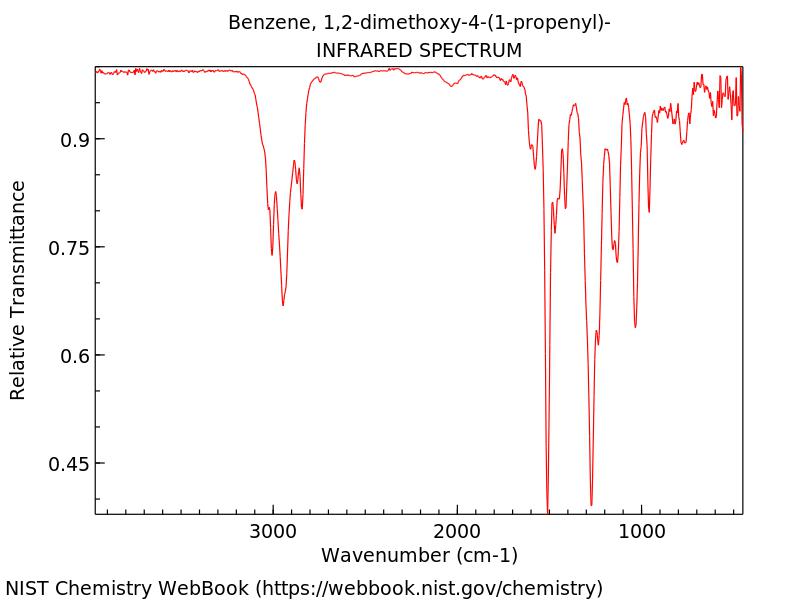 Benzene, 1,2-dimethoxy-4-(1-propenyl)-
INFRARED SPECTRUM
Relative Transmittance
0.9
0.75
0.6
0.45
3000 2000 1000
Wavenumber (cm-1)
NIST Chemistry WebBook (https://webbook.nist.gov/chemistry)